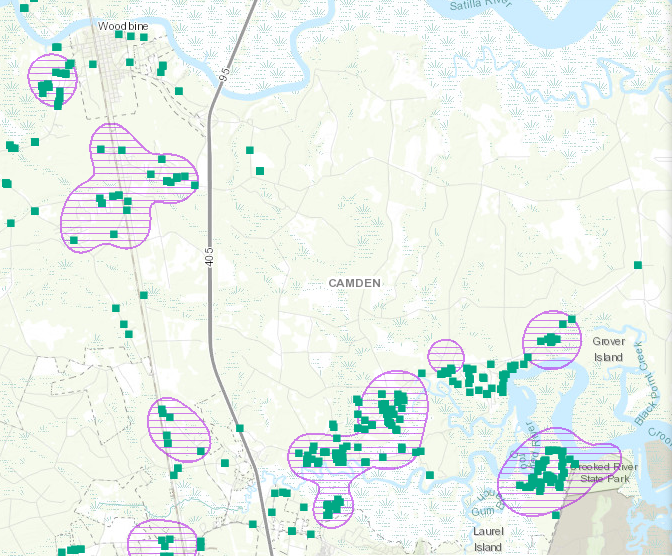 Satilla River
Woodbine
95
405
CAMDEN
Grover
Island
Black Point Creek
Crooked River
State Park
Laurel
Island